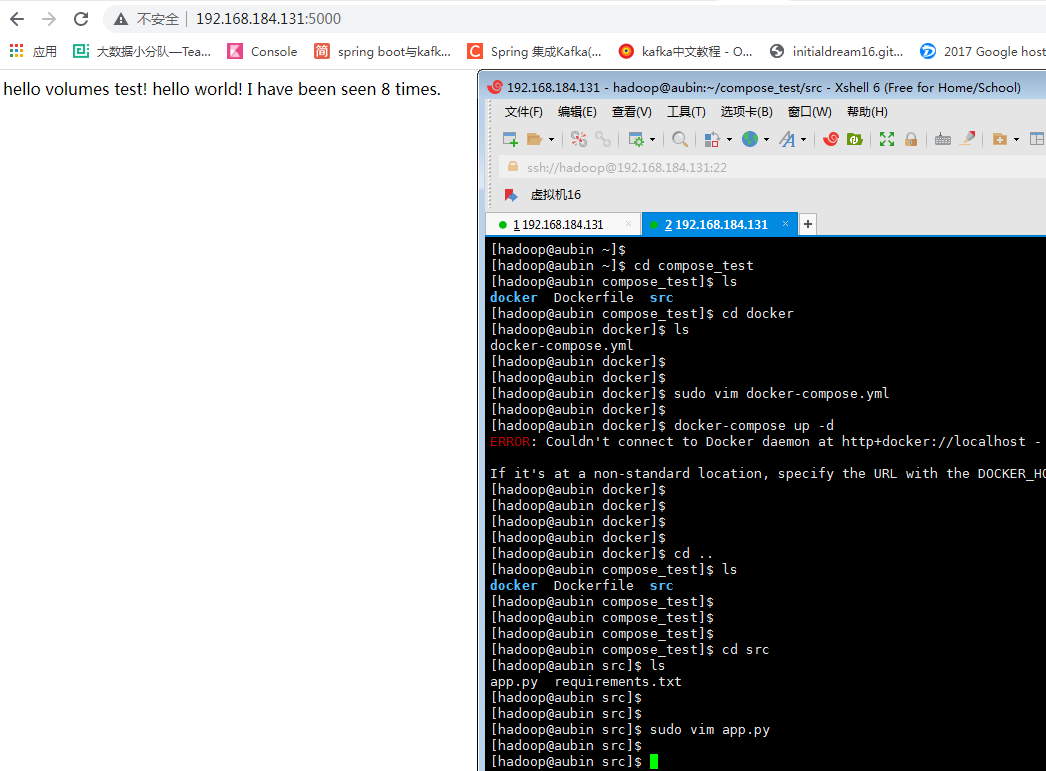 不安全 192.168.184.131:5000
应用 大数据小分队—Tea... Console spring boot与kafk... Spring 集成Kafka(... kafka中文教程 - O... initialdream16.git... 2017 Google host
hello volumes test! hello world! I have been seen 8 times.
192.168.184.131 - hadoop@aubin:~/compose_test/src - Xshell 6 (Free for Home/School)
文件(F) 编辑(E) 查看(V) 工具(T) 选项卡(B) 窗口(W) 帮助(H)
ssh://hadoop@192.168.184.131:22
虚拟机16
1 192.168.184.131 × 2 192.168.184.131 × +
[hadoop@aubin ~]$
[hadoop@aubin ~]$ cd compose_test
[hadoop@aubin compose_test]$ ls
docker Dockerfile src
[hadoop@aubin compose_test]$ cd docker
[hadoop@aubin docker]$ ls
docker-compose.yml
[hadoop@aubin docker]$
[hadoop@aubin docker]$
[hadoop@aubin docker]$ sudo vim docker-compose.yml
[hadoop@aubin docker]$
[hadoop@aubin docker]$ docker-compose up -d
ERROR: Couldn't connect to Docker daemon at http+docker://localhost -
If it's at a non-standard location, specify the URL with the DOCKER_HO
[hadoop@aubin docker]$
[hadoop@aubin docker]$
[hadoop@aubin docker]$
[hadoop@aubin docker]$
[hadoop@aubin docker]$ cd ..
[hadoop@aubin compose_test]$ ls
docker Dockerfile src
[hadoop@aubin compose_test]$
[hadoop@aubin compose_test]$
[hadoop@aubin compose_test]$
[hadoop@aubin compose_test]$ cd src
[hadoop@aubin src]$ ls
app.py requirements.txt
[hadoop@aubin src]$
[hadoop@aubin src]$
[hadoop@aubin src]$ sudo vim app.py
[hadoop@aubin src]$
[hadoop@aubin src]$